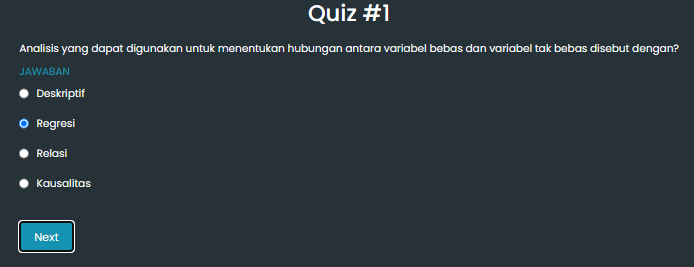 Quiz #1
Analisis yang dapat digunakan untuk menentukan hubungan antara variabel bebas dan variabel tak bebas disebut dengan?
JAWABAN
Deskriptif
Regresi
Relasi
Kausalitas
Next